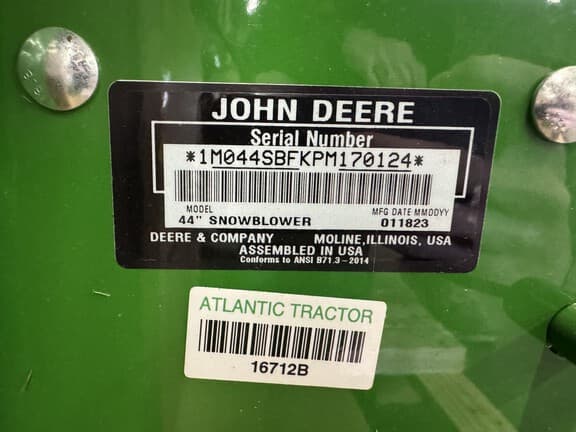 JOHN DEERE
Serial Number
*1M044SBFKPM170124*
MODEL MFG DATE MMDDYY
44" SNOWBLOWER 011823
DEERE & COMPANY MOLINE,ILLINOIS, USA
ASSEMBLED IN USA
Conforms to ANSI B71.3-2014
ATLANTIC TRACTOR
16712B